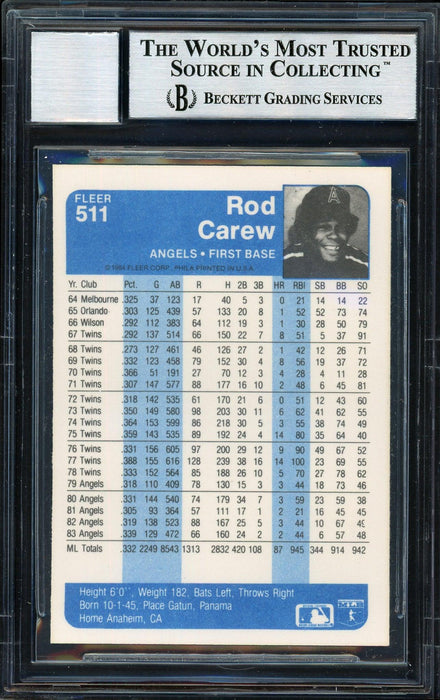 THE WORLD'S MOST TRUSTED
SOURCE IN COLLECTING™
B BECKETT GRADING SERVICES
FLEER
511
Rod
Carew
ANGELS • FIRST BASE
© 1984 FLEER CORP., PHILA PRINTED IN U.S.A.
Yr. Club Pct. G AB R H 2B 3B HR RBI SB BB SO
64 Melbourne .325 37 123 17 40 5 3 0 21 14 14 22
65 Orlando .303 125 439 57 133 20 8 1 52 52 73 74
66 Wilson .292 112 383 64 112 19 3 1 30 28 50 79
67 Twins .292 137 514 66 150 22 7 8 51 5 37 91
68 Twins .273 127 461 46 126 27 2 1 42 12 26 71
69 Twins .332 123 458 79 152 30 4 8 56 19 37 72
70 Twins .366 51 191 27 70 12 3 4 28 4 11 28
71 Twins .307 147 577 88 177 16 10 2 48 6 45 81
72 Twins .318 142 535 61 170 21 6 0 51 12 43 60
73 Twins .350 149 580 98 203 30 11 6 62 41 62 55
74 Twins .364 153 599 86 218 30 5 3 55 38 74 49
75 Twins .359 143 535 89 192 24 4 14 80 35 64 40
76 Twins .331 156 605 97 200 29 12 9 90 49 67 52
77 Twins .388 155 616 128 239 38 16 14 100 23 69 55
78 Twins .333 152 564 85 188 26 10 5 70 27 78 62
79 Angels .318 110 409 78 130 15 3 3 44 18 73 46
80 Angels .331 144 540 74 179 34 7 3 59 23 59 38
81 Angels .305 93 364 57 111 17 1 2 21 16 45 45
82 Angels .319 138 523 88 167 25 5 3 44 10 67 49
83 Angels .339 129 472 66 160 24 2 2 44 6 57 48
ML Totals .332 2249 8543 1313 2832 420 108 87 945 344 914 942
Height 6'0'', Weight 182, Bats Left, Throws Right
Born 10-1-45, Place Gatun, Panama
Home Anaheim, CA